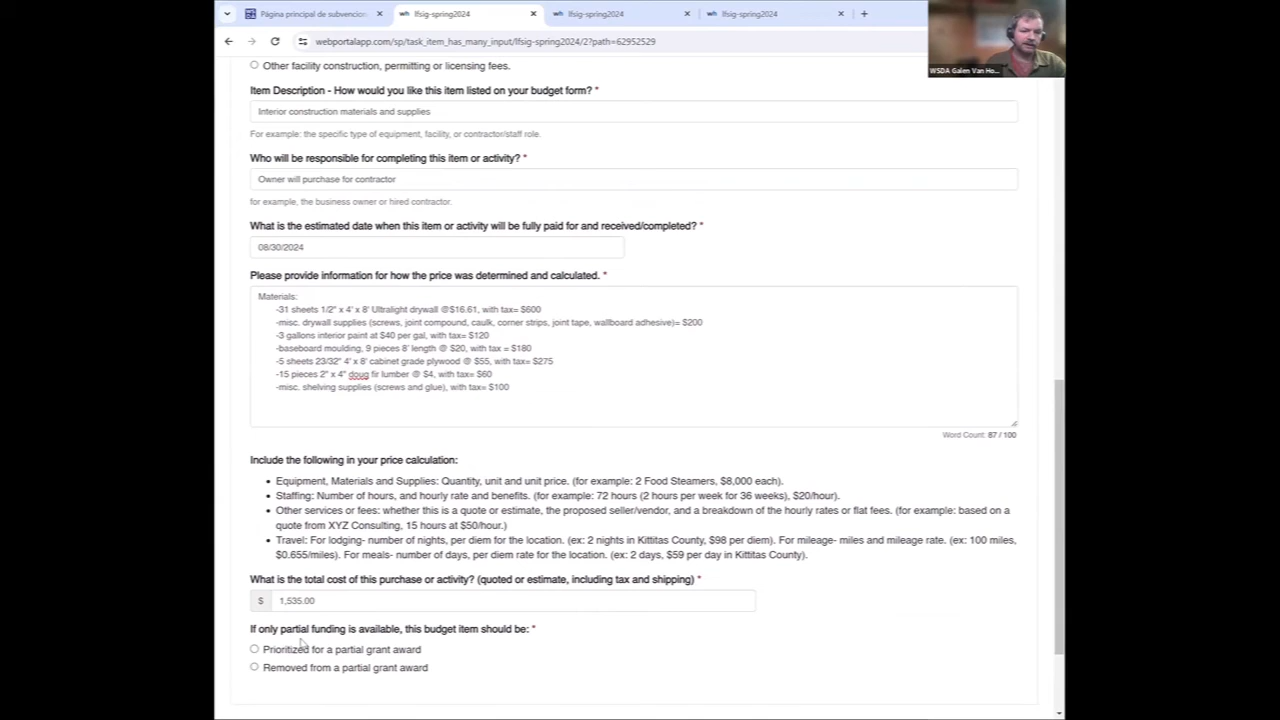 Página principal de subvencion
lfsig-spring2024
lfsig-spring2024
lfsig-spring2024
webportalapp.com/sp/task_item_has_many_input/lfsig-spring2024/2?path=62952529
WSDA Galen Van Ho...
Other facility construction, permitting or licensing fees.
Item Description - How would you like this item listed on your budget form? *
Interior construction materials and supplies
For example: the specific type of equipment, facility, or contractor/staff role.
Who will be responsible for completing this item or activity? *
Owner will purchase for contractor
for example, the business owner or hired contractor.
What is the estimated date when this item or activity will be fully paid for and received/completed? *
08/30/2024
Please provide information for how the price was determined and calculated. *
Materials:
-31 sheets 1/2" x 4' x 8' Ultralight drywall @$16.61, with tax= $600
-misc. drywall supplies (screws, joint compound, caulk, corner strips, joint tape, wallboard adhesive)= $200
-3 gallons interior paint at $40 per gal, with tax= $120
-baseboard moulding, 9 pieces 8' length @ $20, with tax = $180
-5 sheets 23/32" 4' x 8' cabinet grade plywood @ $55, with tax= $275
-15 pieces 2" x 4" doug fir lumber @ $4, with tax= $60
-misc. shelving supplies (screws and glue), with tax= $100
Word Count: 87 / 100
Include the following in your price calculation:
• Equipment, Materials and Supplies: Quantity, unit and unit price. (for example: 2 Food Steamers, $8,000 each).
• Staffing: Number of hours, and hourly rate and benefits. (for example: 72 hours (2 hours per week for 36 weeks), $20/hour).
• Other services or fees: whether this is a quote or estimate, the proposed seller/vendor, and a breakdown of the hourly rates or flat fees. (for example: based on a
quote from XYZ Consulting, 15 hours at $50/hour.)
• Travel: For lodging- number of nights, per diem for the location. (ex: 2 nights in Kittitas County, $98 per diem). For mileage- miles and mileage rate. (ex: 100 miles,
$0.655/miles). For meals- number of days, per diem rate for the location. (ex: 2 days, $59 per day in Kittitas County).
What is the total cost of this purchase or activity? (quoted or estimate, including tax and shipping) *
$ 1,535.00
If only partial funding is available, this budget item should be: *
Prioritized for a partial grant award
Removed from a partial grant award